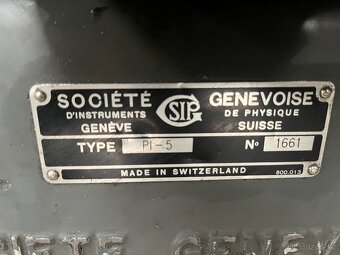 SOCIÉTÉ SIP GENEVOISE
D'INSTRUMENTS DE PHYSIQUE
GENÈVE SUISSE
TYPE PI-5 No 1661
MADE IN SWITZERLAND 800.013